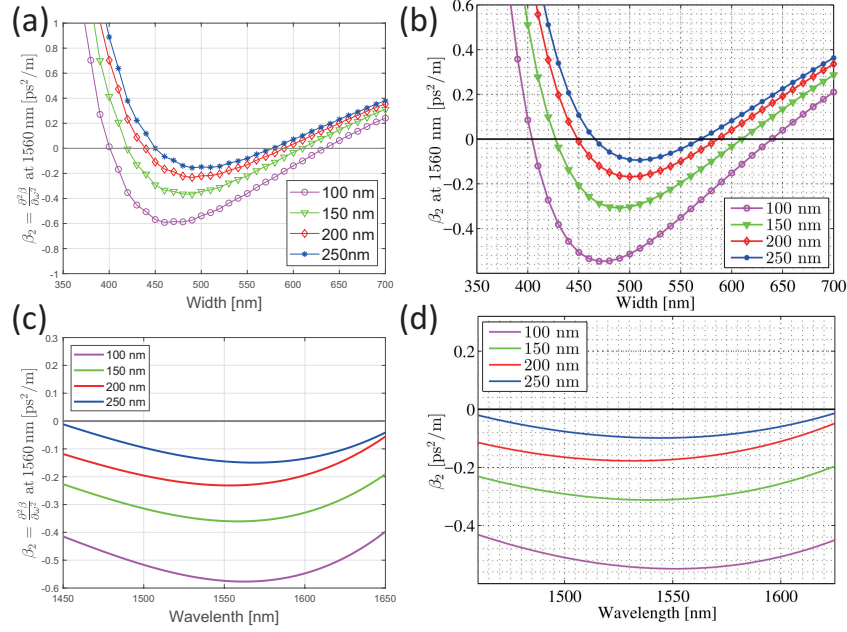 (a)
β₂ = ∂²β/∂ω² at 1560 nm [ps²/m]
1
0.8
0.6
0.4
0.2
0
-0.2
-0.4
-0.6
-0.8
-1
350 400 450 500 550 600 650 700
Width [nm]
100 nm
150 nm
200 nm
250nm
(b)
β₂ at 1560 nm [ps²/m]
0.6
0.4
0.2
0
−0.2
−0.4
350 400 450 500 550 600 650 700
Width [nm]
100 nm
150 nm
200 nm
250 nm
(c)
β₂ = ∂²β/∂ω² at 1560 nm [ps²/m]
0.3
0.2
0.1
0
-0.1
-0.2
-0.3
-0.4
-0.5
-0.6
1450 1500 1550 1600 1650
Wavelenth [nm]
100 nm
150 nm
200 nm
250 nm
(d)
β₂ [ps²/m]
0.2
0
−0.2
−0.4
1500 1550 1600
Wavelength [nm]
100 nm
150 nm
200 nm
250 nm